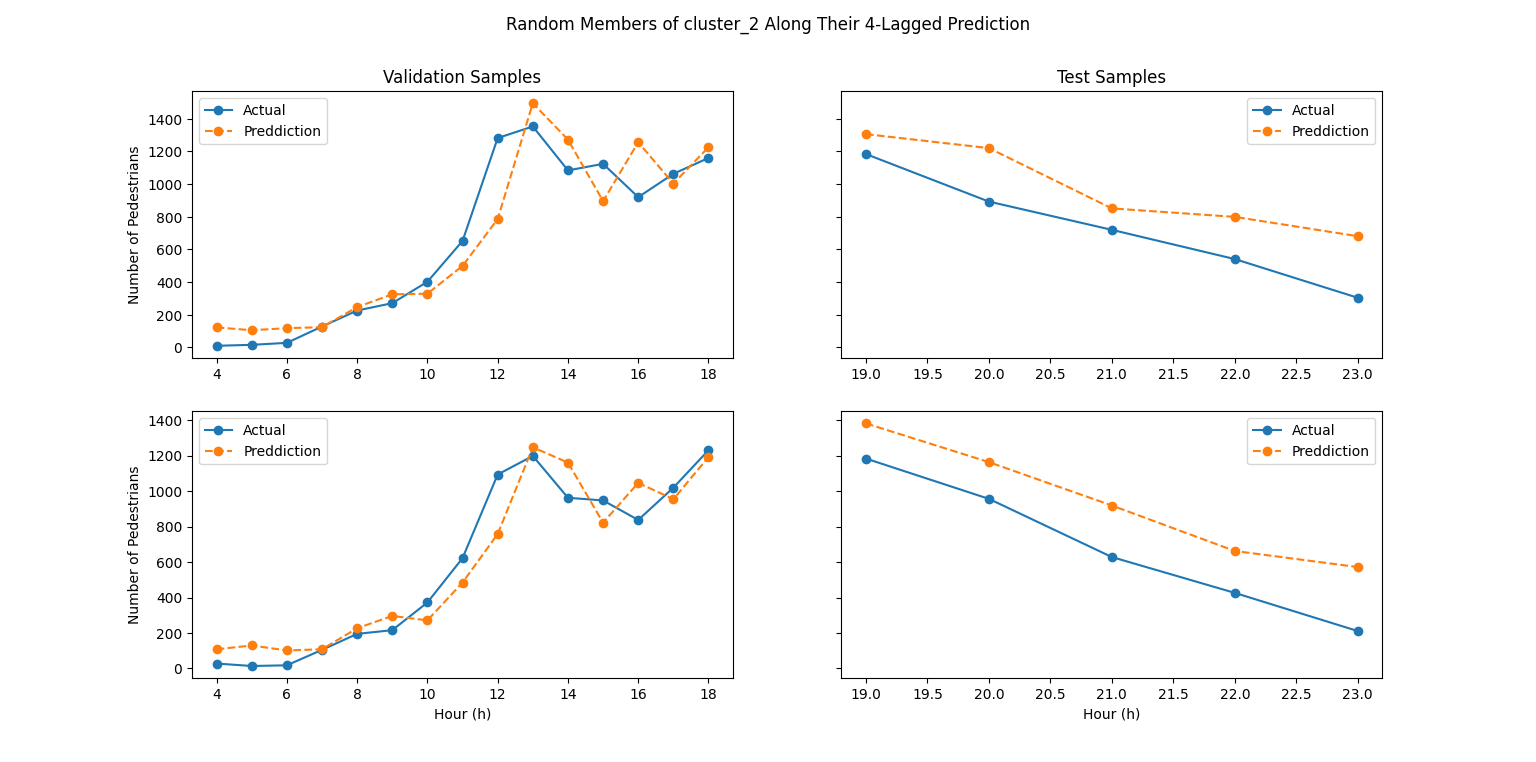 Random Members of cluster_2 Along Their 4-Lagged Prediction
Validation Samples
Actual
Preddiction
Number of Pedestrians
1400
1200
1000
800
600
400
200
0
4 6 8 10 12 14 16 18
Test Samples
Actual
Preddiction
19.0 19.5 20.0 20.5 21.0 21.5 22.0 22.5 23.0
Actual
Preddiction
Number of Pedestrians
1400
1200
1000
800
600
400
200
0
4 6 8 10 12 14 16 18
Hour (h)
Actual
Preddiction
19.0 19.5 20.0 20.5 21.0 21.5 22.0 22.5 23.0
Hour (h)